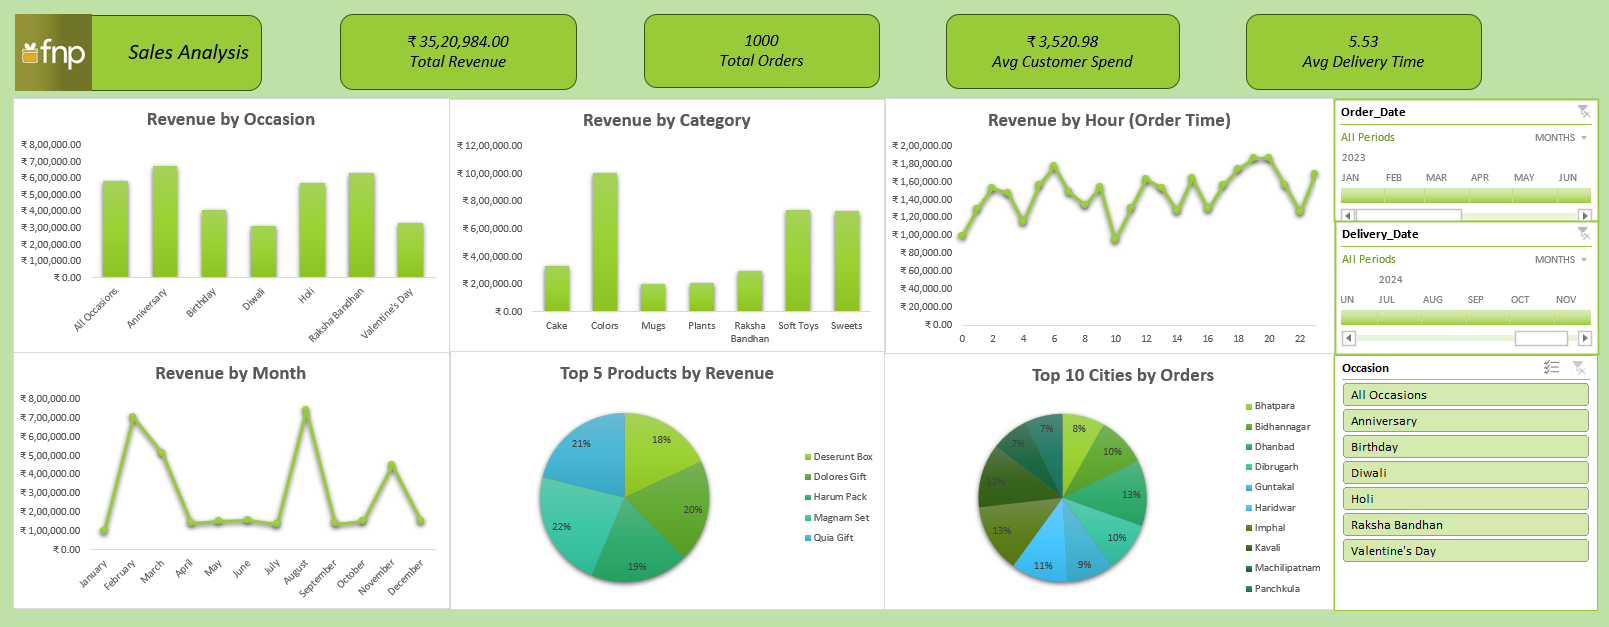 fnp
Sales Analysis
₹ 35,20,984.00
Total Revenue
1000
Total Orders
₹ 3,520.98
Avg Customer Spend
5.53
Avg Delivery Time
Revenue by Occasion
₹ 8,00,000.00
₹ 7,00,000.00
₹ 6,00,000.00
₹ 5,00,000.00
₹ 4,00,000.00
₹ 3,00,000.00
₹ 2,00,000.00
₹ 1,00,000.00
₹ 0.00
All Occasions
Anniversary
Birthday
Diwali
Holi
Raksha Bandhan
Valentine's Day
Revenue by Category
₹ 12,00,000.00
₹ 10,00,000.00
₹ 8,00,000.00
₹ 6,00,000.00
₹ 4,00,000.00
₹ 2,00,000.00
₹ 0.00
Cake
Colors
Mugs
Plants
Raksha
Bandhan
Soft Toys
Sweets
Revenue by Hour (Order Time)
₹ 2,00,000.00
₹ 1,80,000.00
₹ 1,60,000.00
₹ 1,40,000.00
₹ 1,20,000.00
₹ 1,00,000.00
₹ 80,000.00
₹ 60,000.00
₹ 40,000.00
₹ 20,000.00
₹ 0.00
0 2 4 6 8 10 12 14 16 18 20 22
Order_Date
All Periods MONTHS
2023
JAN FEB MAR APR MAY JUN
Delivery_Date
All Periods MONTHS
2024
UN JUL AUG SEP OCT NOV
Revenue by Month
₹ 8,00,000.00
₹ 7,00,000.00
₹ 6,00,000.00
₹ 5,00,000.00
₹ 4,00,000.00
₹ 3,00,000.00
₹ 2,00,000.00
₹ 1,00,000.00
₹ 0.00
January
February
March
April
May
June
July
August
September
October
November
December
Top 5 Products by Revenue
18%
20%
19%
22%
21%
Deserunt Box
Dolores Gift
Harum Pack
Magnam Set
Quia Gift
Top 10 Cities by Orders
8%
10%
13%
10%
9%
11%
13%
12%
7%
7%
Bhatpara
Bidhannagar
Dhanbad
Dibrugarh
Guntakal
Haridwar
Imphal
Kavali
Machilipatnam
Panchkula
Occasion
All Occasions
Anniversary
Birthday
Diwali
Holi
Raksha Bandhan
Valentine's Day